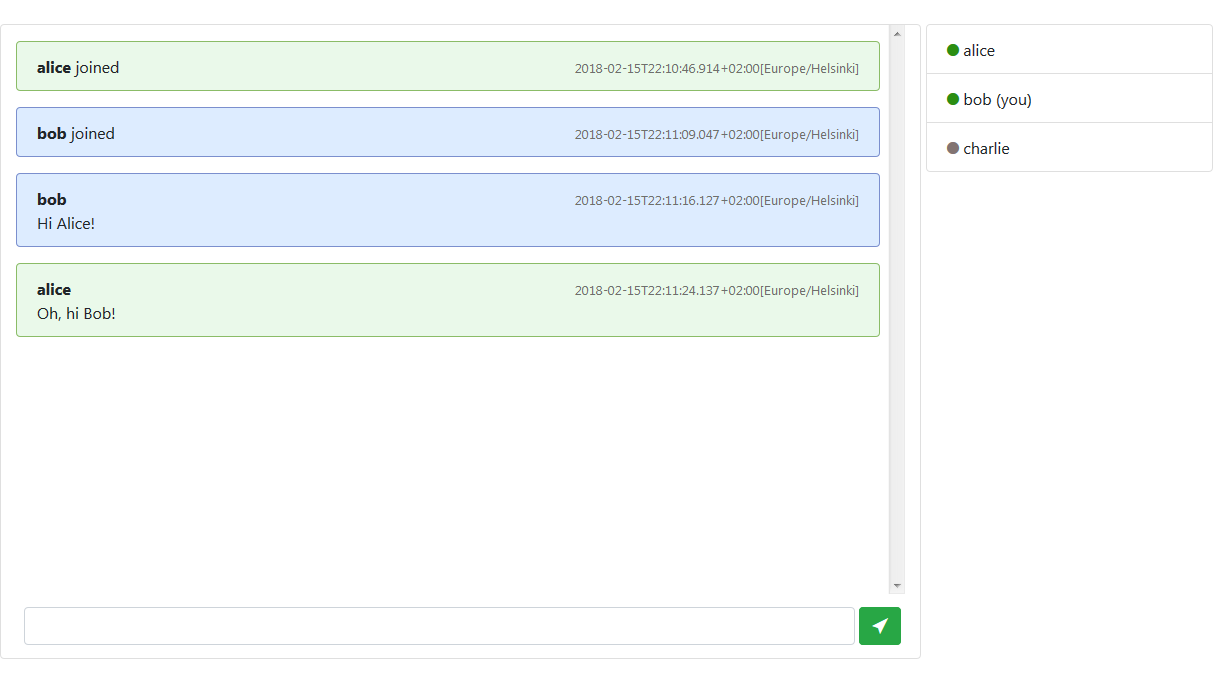 alice joined 2018-02-15T22:10:46.914+02:00[Europe/Helsinki]
bob joined 2018-02-15T22:11:09.047+02:00[Europe/Helsinki]
bob 2018-02-15T22:11:16.127+02:00[Europe/Helsinki]
Hi Alice!
alice 2018-02-15T22:11:24.137+02:00[Europe/Helsinki]
Oh, hi Bob!
alice
bob (you)
charlie